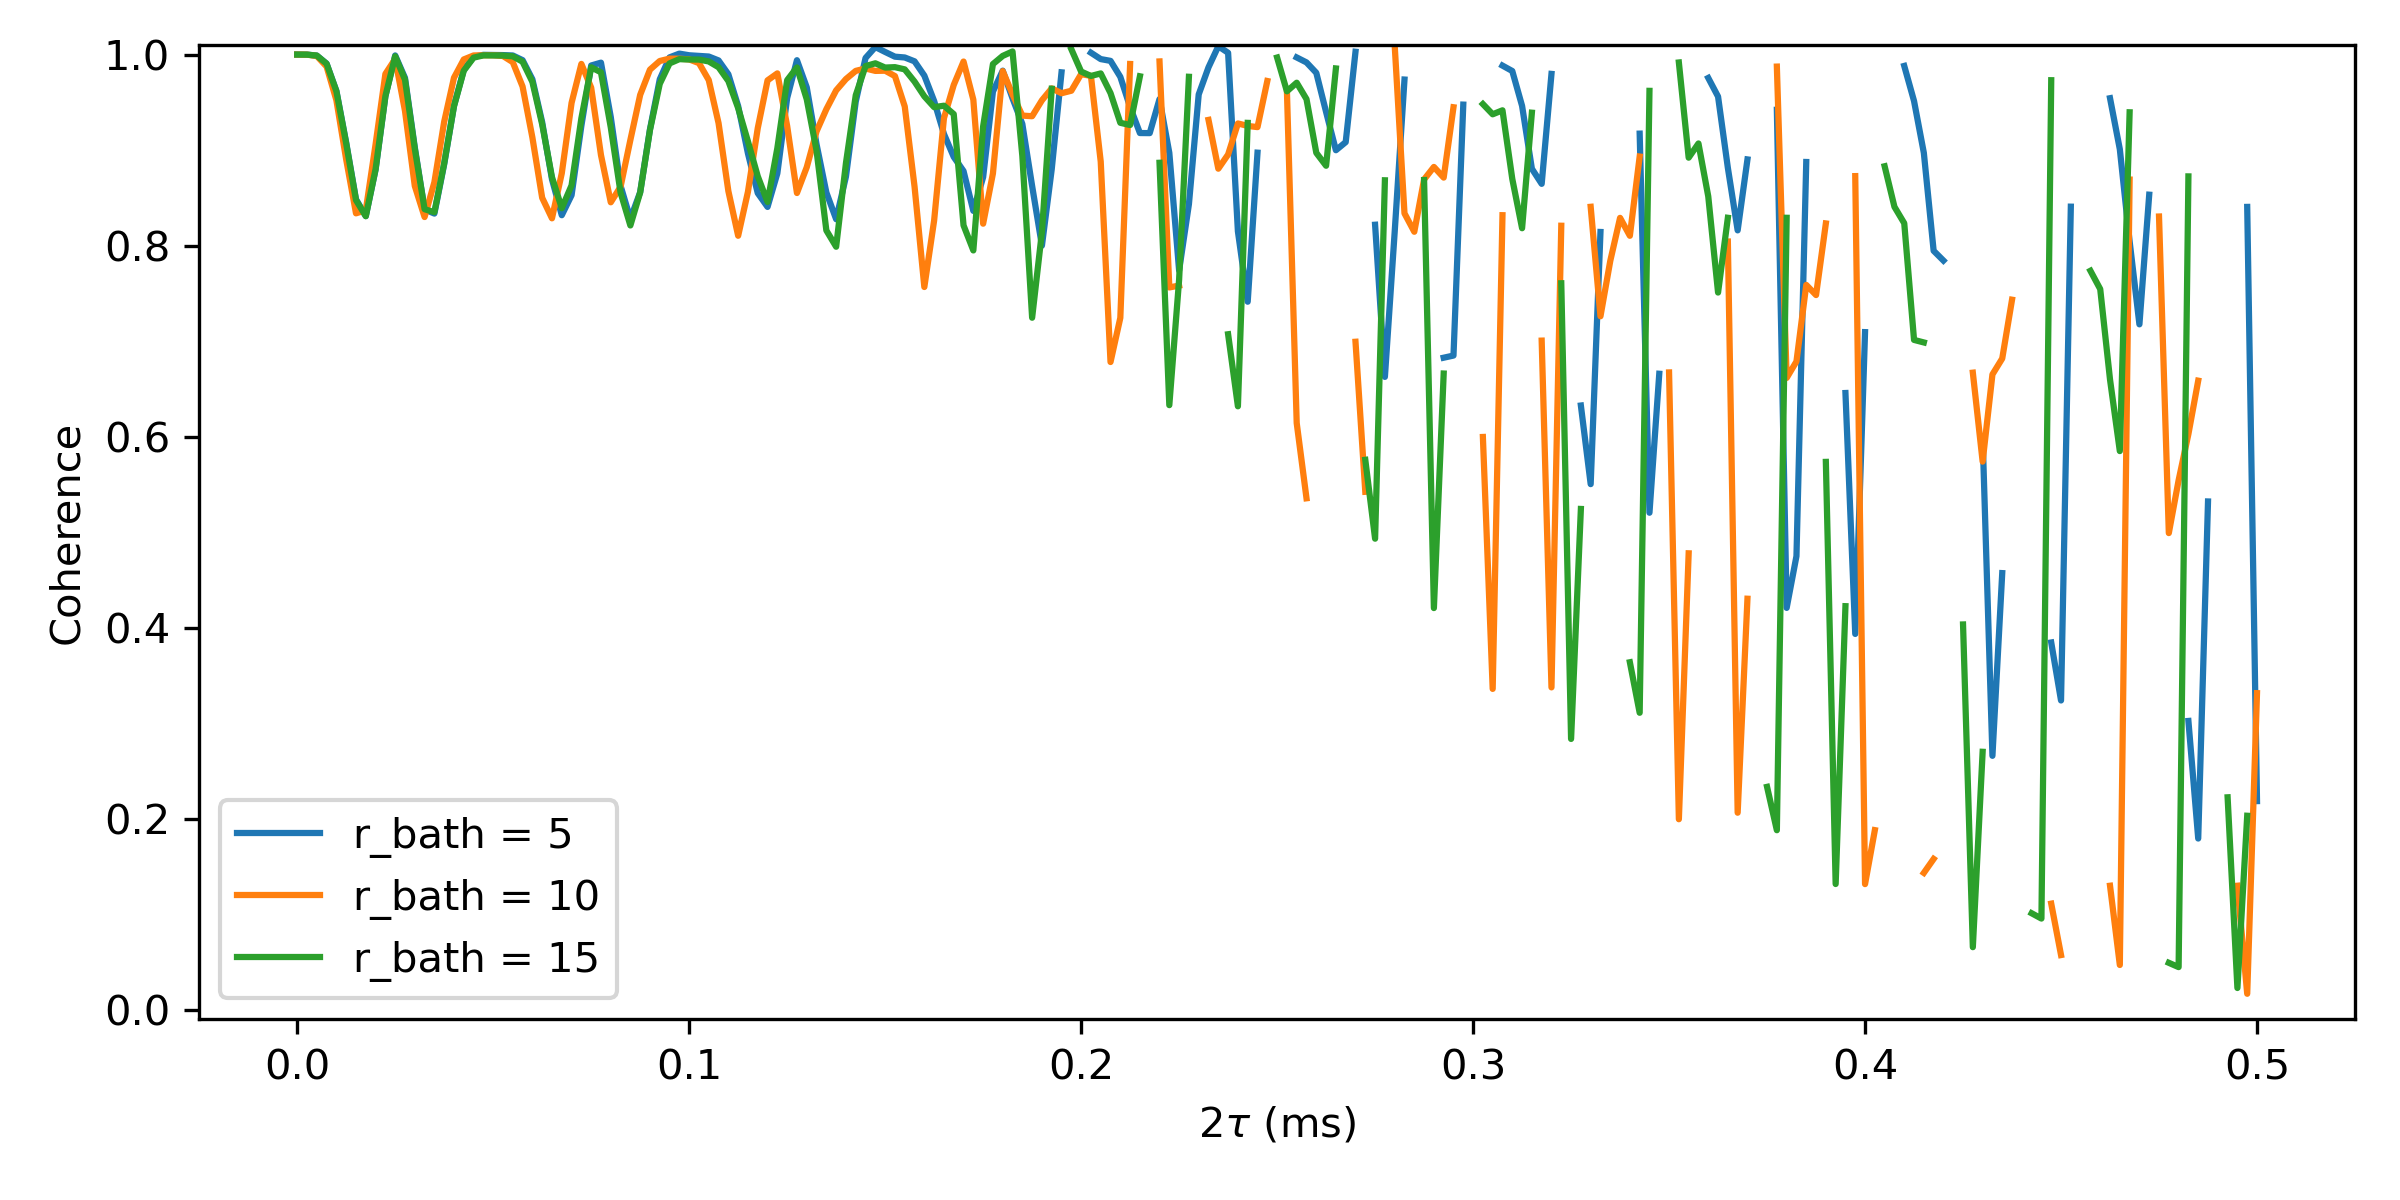 1.0
0.8
0.6
0.4
0.2
0.0
Coherence
r_bath = 5
r_bath = 10
r_bath = 15
0.0 0.1 0.2 0.3 0.4 0.5
2τ (ms)